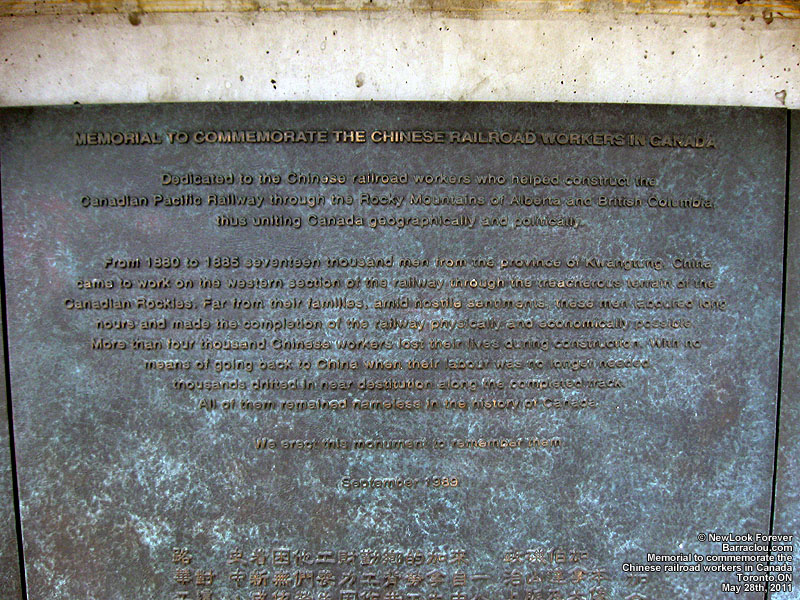 MEMORIAL TO COMMEMORATE THE CHINESE RAILROAD WORKERS IN CANADA
Dedicated to the Chinese railroad workers who helped construct the
Canadian Pacific Railway through the Rocky Mountains of Alberta and British Columbia,
thus uniting Canada geographically and politically.
From 1880 to 1885 seventeen thousand men from the province of Kwangtung, China
came to work on the western section of the railway through the treacherous terrain of the
Canadian Rockies. Far from their families, amid hostile sentiments, these men laboured long
hours and made the completion of the railway physically and economically possible.
More than four thousand Chinese workers lost their lives during construction. With no
means of going back to China when their labour was no longer needed,
thousands drifted in near destitution along the completed track.
All of them remained nameless in the history of Canada.
We erect this monument to remember them.
September 1989
© NewLook Forever
Barraclou.com
Memorial to commemorate the
Chinese railroad workers in Canada
Toronto,ON
May 28th, 2011